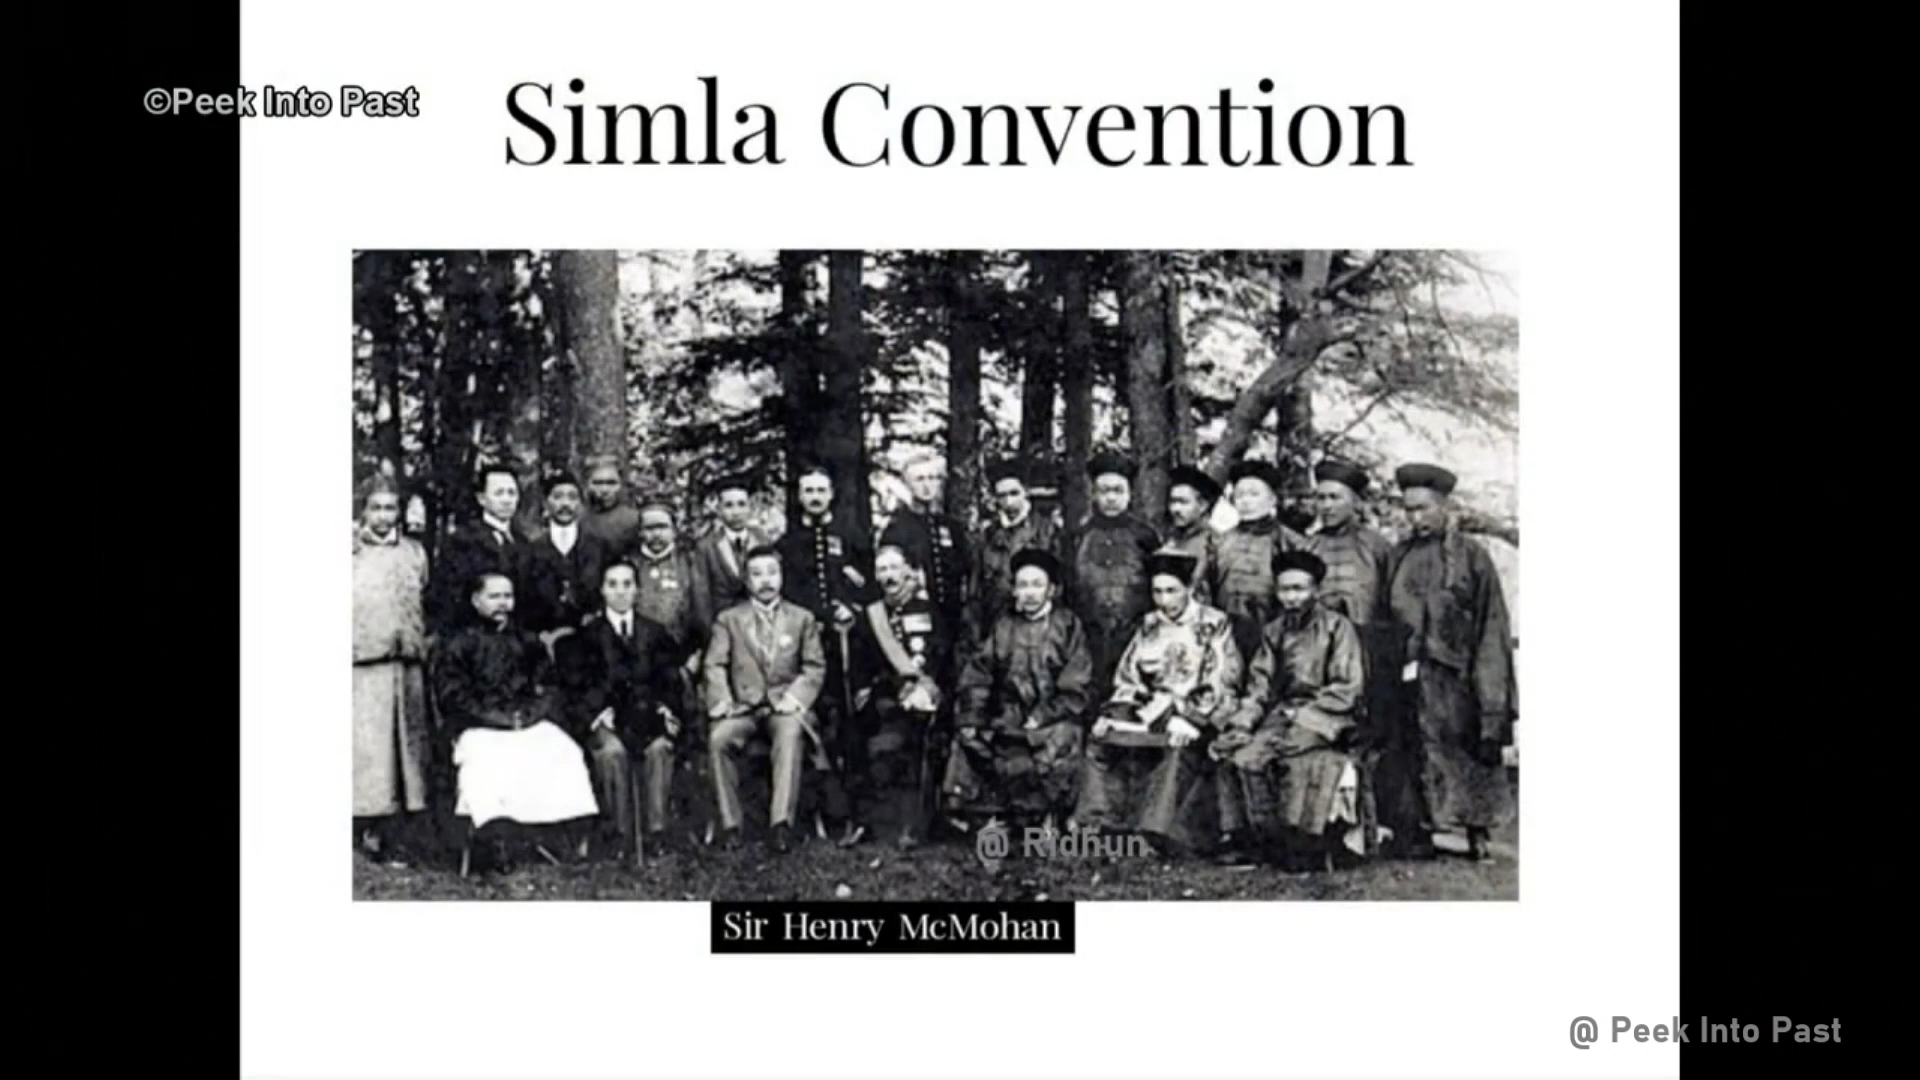 ©Peek Into Past
Simla Convention
@ Ridhun
Sir Henry McMohan
@ Peek Into Past